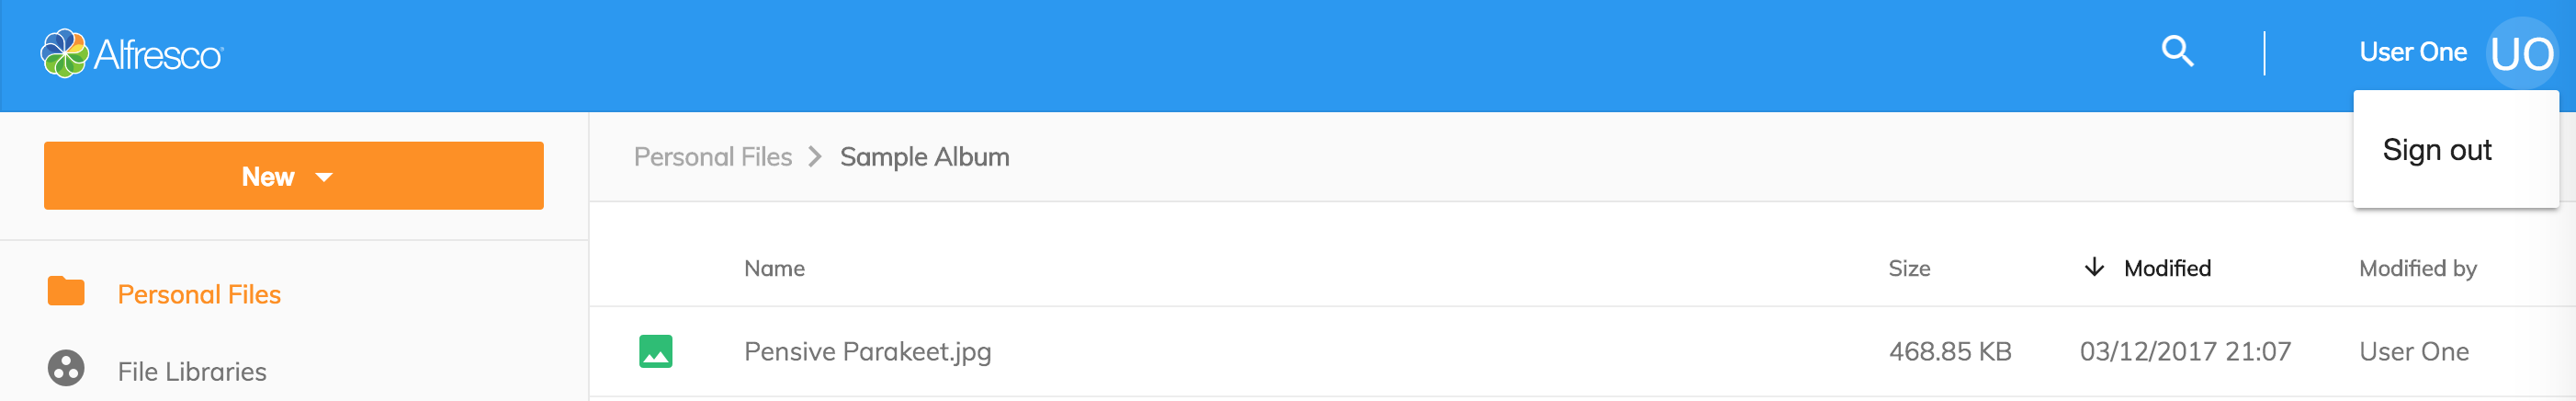 Alfresco
User One UO
Sign out
New
Personal Files
File Libraries
Personal Files Sample Album
Name Size Modified Modified by
Pensive Parakeet.jpg 468.85 KB 03/12/2017 21:07 User One